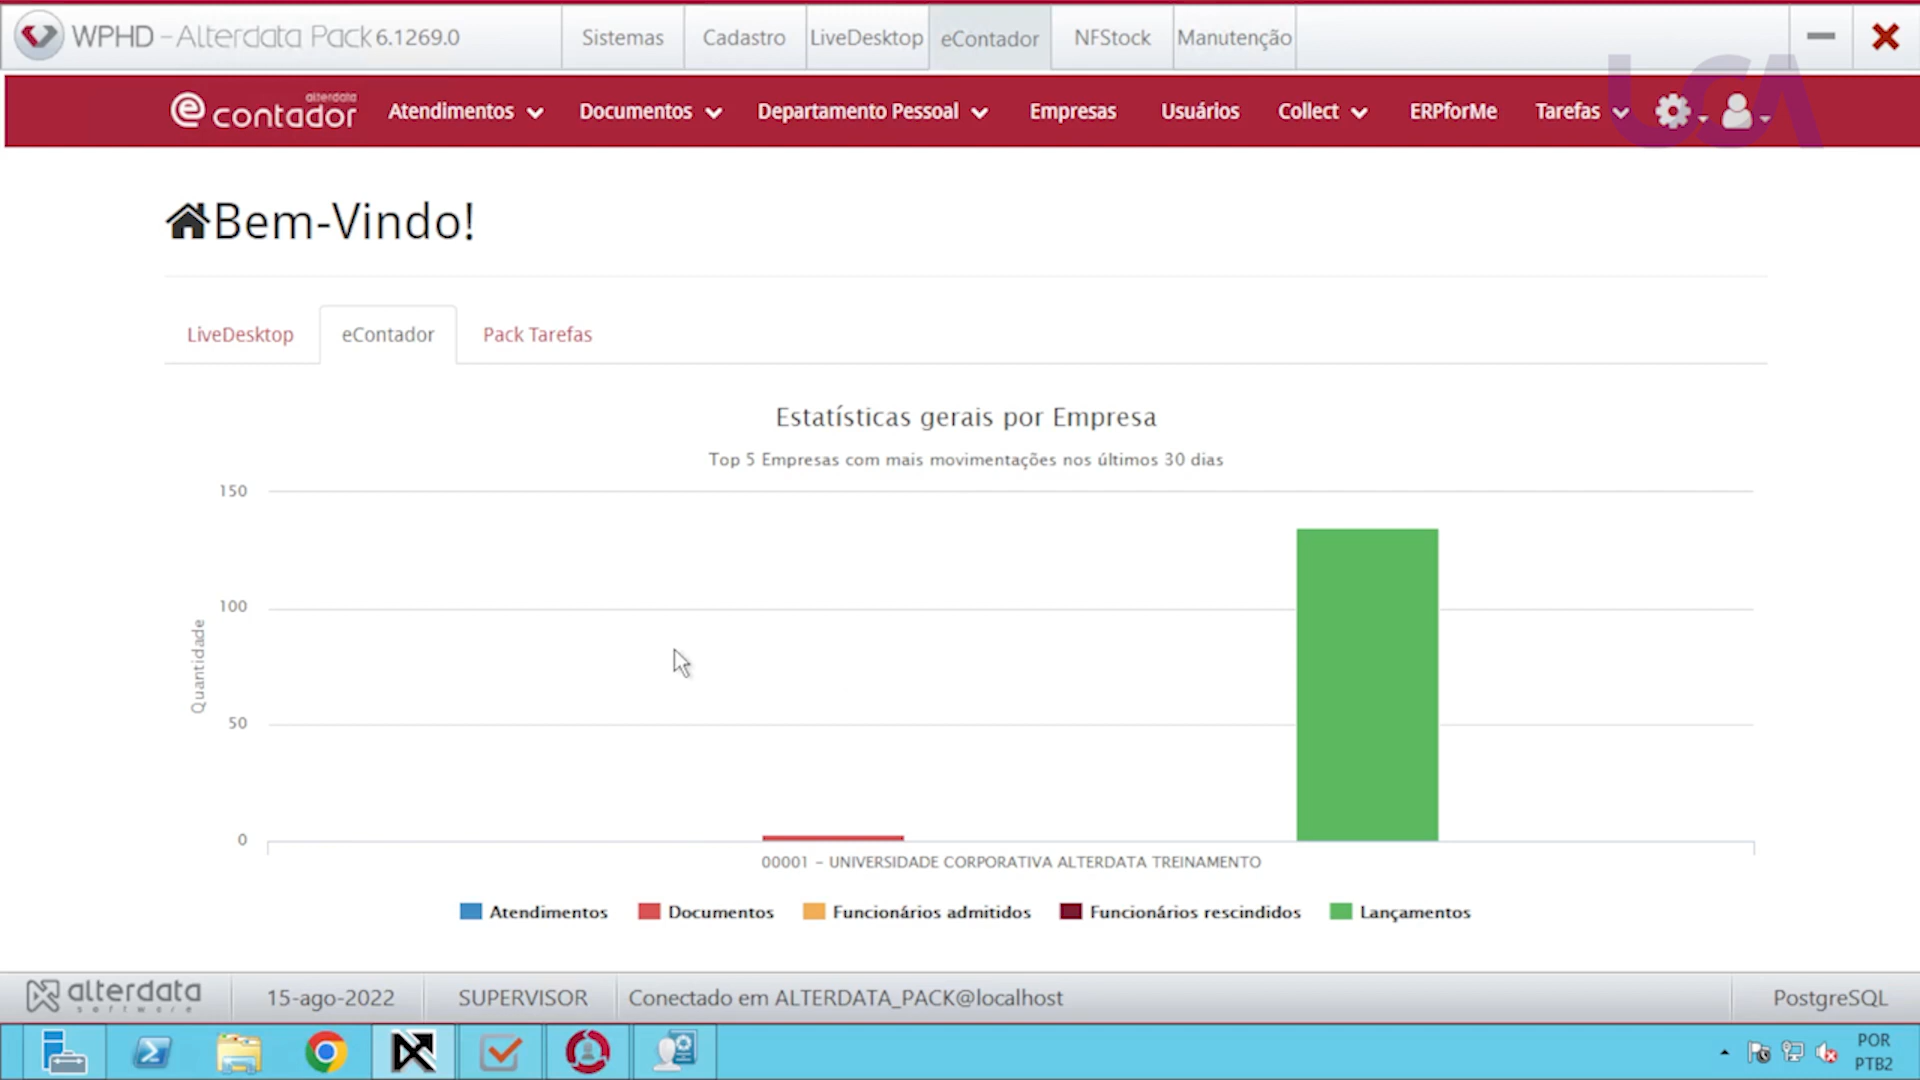 WPHD - Alterdata Pack 6.1269.0
Sistemas
Cadastro
LiveDesktop
eContador
NFStock
Manutenção
UCA
e contador alterdata
Atendimentos
Documentos
Departamento Pessoal
Empresas
Usuários
Collect
ERPforMe
Tarefas
Bem-Vindo!
LiveDesktop
eContador
Pack Tarefas
Estatísticas gerais por Empresa
Top 5 Empresas com mais movimentações nos últimos 30 dias
150
100
50
0
Quantidade
00001 - UNIVERSIDADE CORPORATIVA ALTERDATA TREINAMENTO
Atendimentos
Documentos
Funcionários admitidos
Funcionários rescindidos
Lançamentos
alterdata
software
15-ago-2022
SUPERVISOR
Conectado em ALTERDATA_PACK@localhost
PostgreSQL
POR
PTB2